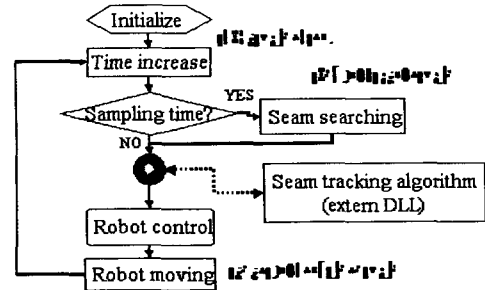 Initialize
Time increase
Sampling time?
YES
Seam searching
NO
Seam tracking algorithm
(extern DLL)
Robot control
Robot moving